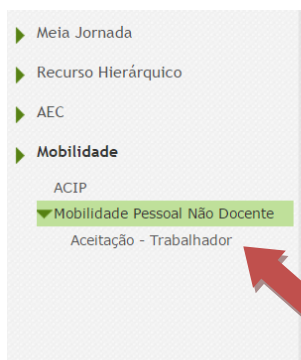 Meia Jornada
Recurso Hierárquico
AEC
Mobilidade
ACIP
Mobilidade Pessoal Não Docente
Aceitação - Trabalhador